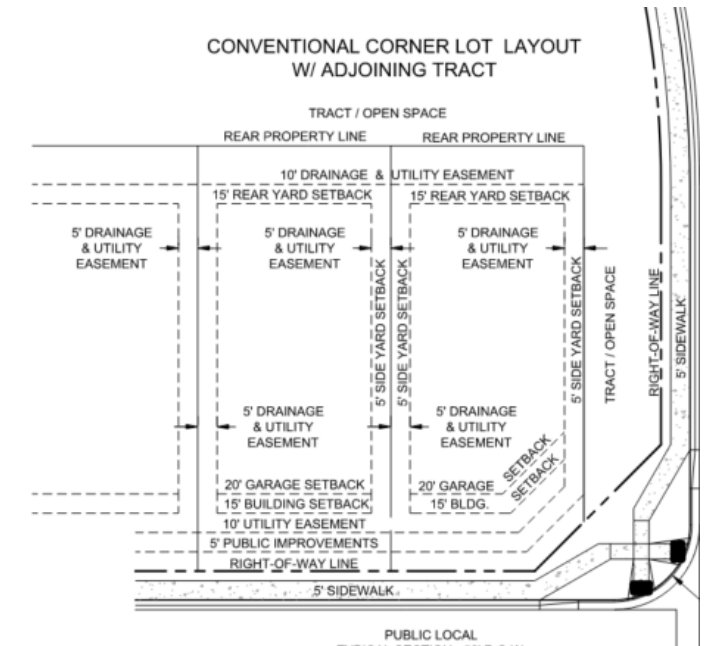 CONVENTIONAL CORNER LOT LAYOUT
W/ ADJOINING TRACT
TRACT / OPEN SPACE
REAR PROPERTY LINE
REAR PROPERTY LINE
10' DRAINAGE & UTILITY EASEMENT
15' REAR YARD SETBACK
15' REAR YARD SETBACK
5' DRAINAGE
& UTILITY
EASEMENT
5' DRAINAGE
& UTILITY
EASEMENT
5' DRAINAGE
& UTILITY
EASEMENT
5' SIDE YARD SETBACK
5' SIDE YARD SETBACK
5' SIDE YARD SETBACK
TRACT / OPEN SPACE
RIGHT-OF-WAY LINE
5' SIDEWALK
5' DRAINAGE
& UTILITY
EASEMENT
5' DRAINAGE
& UTILITY
EASEMENT
20' GARAGE SETBACK
15' BUILDING SETBACK
20' GARAGE
SETBACK
15' BLDG.
SETBACK
10' UTILITY EASEMENT
5' PUBLIC IMPROVEMENTS
RIGHT-OF-WAY LINE
5' SIDEWALK
PUBLIC LOCAL